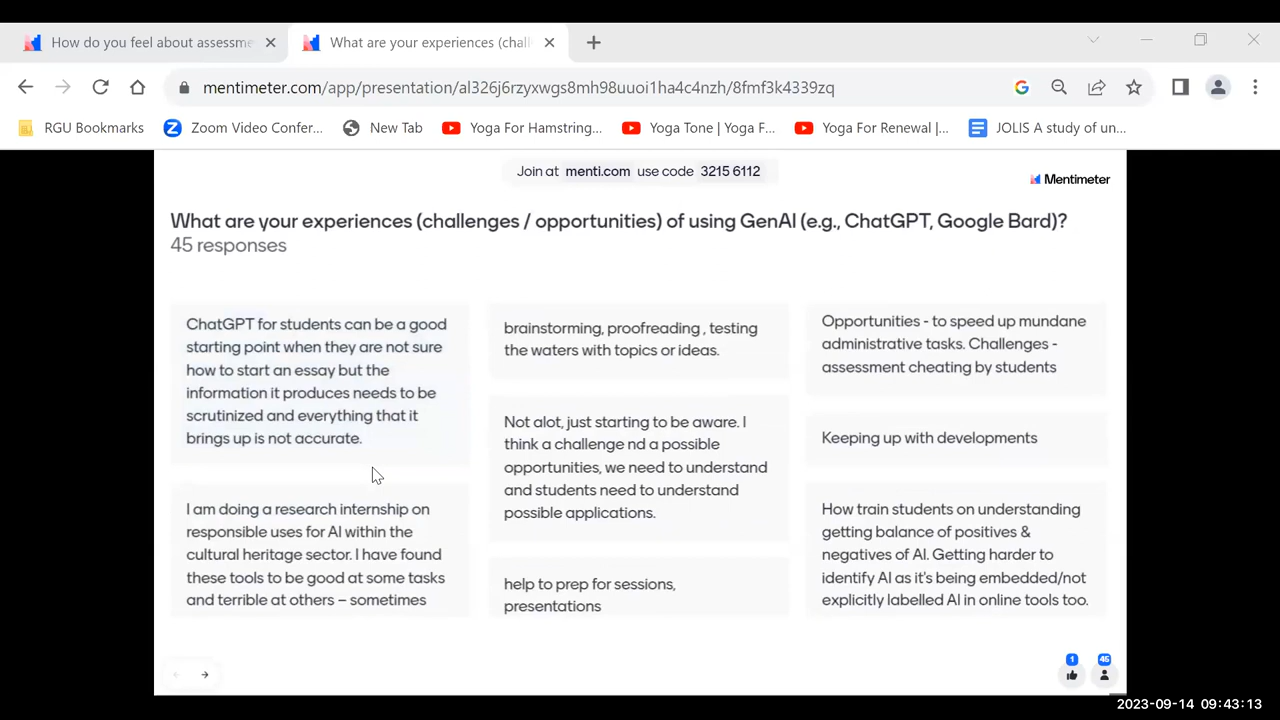 How do you feel about assessme
What are your experiences (chall
mentimeter.com/app/presentation/al326j6rzyxwgs8mh98uuoi1ha4c4nzh/8fmf3k4339zq
RGU Bookmarks
Zoom Video Confer...
New Tab
Yoga For Hamstring...
Yoga Tone | Yoga F...
Yoga For Renewal |...
JOLIS A study of un...
Join at menti.com use code 3215 6112
Mentimeter
What are your experiences (challenges / opportunities) of using GenAI (e.g., ChatGPT, Google Bard)?
45 responses
ChatGPT for students can be a good
starting point when they are not sure
how to start an essay but the
information it produces needs to be
scrutinized and everything that it
brings up is not accurate.
I am doing a research internship on
responsible uses for AI within the
cultural heritage sector. I have found
these tools to be good at some tasks
and terrible at others – sometimes
brainstorming, proofreading , testing
the waters with topics or ideas.
Not alot, just starting to be aware. I
think a challenge nd a possible
opportunities, we need to understand
and students need to understand
possible applications.
help to prep for sessions,
presentations
Opportunities - to speed up mundane
administrative tasks. Challenges -
assessment cheating by students
Keeping up with developments
How train students on understanding
getting balance of positives &
negatives of AI. Getting harder to
identify AI as it's being embedded/not
explicitly labelled AI in online tools too.
1
45
2023-09-14 09:43:13